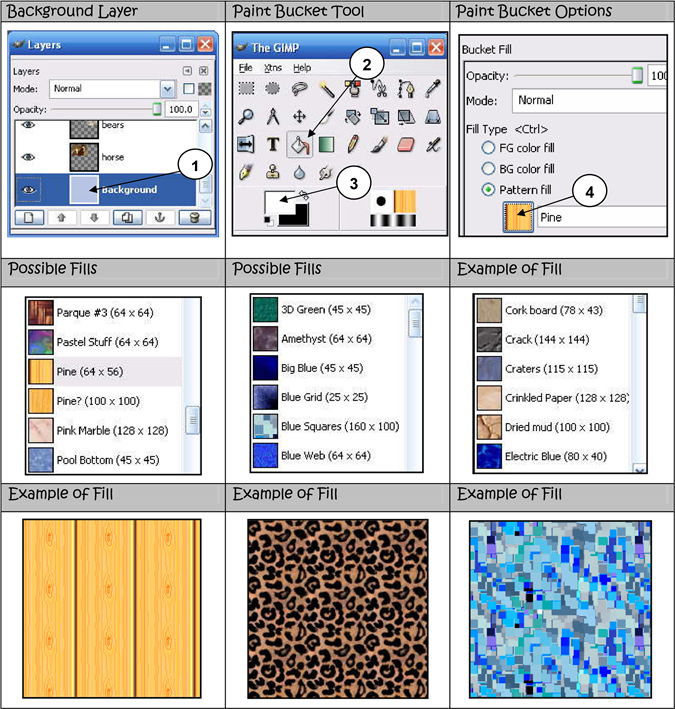 Background Layer
Paint Bucket Tool
Paint Bucket Options
Layers
Layers
Mode: Normal
Opacity: 100.0
bears
horse
Background
1
The GIMP
File Xtns Help
2
T
A
3
Bucket Fill
Opacity: 100
Mode: Normal
Fill Type <Ctrl>
FG color fill
BG color fill
Pattern fill
4
Pine
Possible Fills
Possible Fills
Example of Fill
Parque #3 (64 x 64)
Pastel Stuff (64 x 64)
Pine (64 x 56)
Pine? (100 x 100)
Pink Marble (128 x 128)
Pool Bottom (45 x 45)
3D Green (45 x 45)
Amethyst (64 x 64)
Big Blue (45 x 45)
Blue Grid (25 x 25)
Blue Squares (160 x 100)
Blue Web (64 x 64)
Cork board (78 x 43)
Crack (144 x 144)
Craters (115 x 115)
Crinkled Paper (128 x 128)
Dried mud (100 x 100)
Electric Blue (80 x 40)
Example of Fill
Example of Fill
Example of Fill